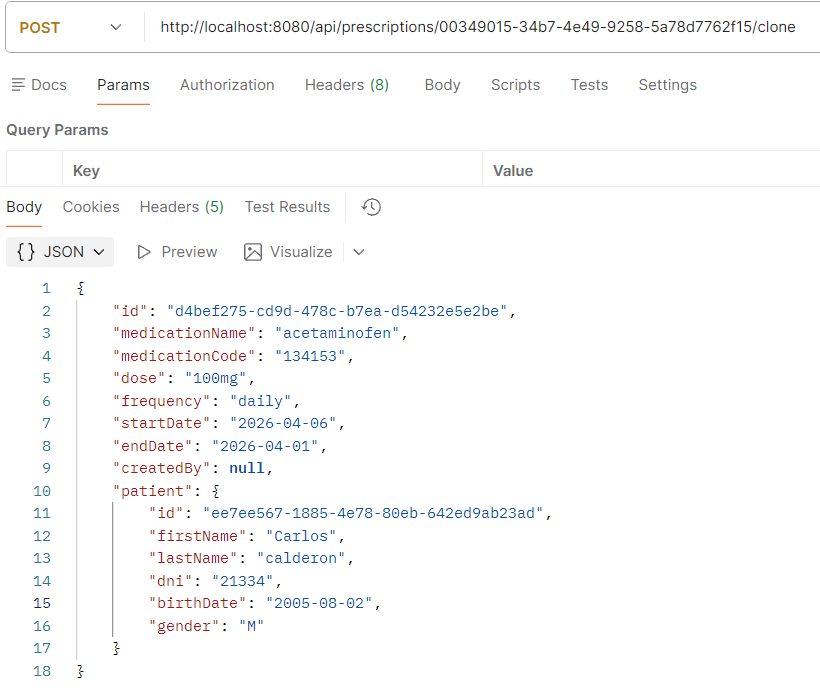 POST http://localhost:8080/api/prescriptions/00349015-34b7-4e49-9258-5a78d7762f15/clone
Docs Params Authorization Headers (8) Body Scripts Tests Settings
Query Params
Key Value
Body Cookies Headers (5) Test Results
{} JSON Preview Visualize
1 {
2 "id": "d4bef275-cd9d-478c-b7ea-d54232e5e2be",
3 "medicationName": "acetaminofen",
4 "medicationCode": "134153",
5 "dose": "100mg",
6 "frequency": "daily",
7 "startDate": "2026-04-06",
8 "endDate": "2026-04-01",
9 "createdBy": null,
10 "patient": {
11 "id": "ee7ee567-1885-4e78-80eb-642ed9ab23ad",
12 "firstName": "Carlos",
13 "lastName": "calderon",
14 "dni": "21334",
15 "birthDate": "2005-08-02",
16 "gender": "M"
17 }
18 }